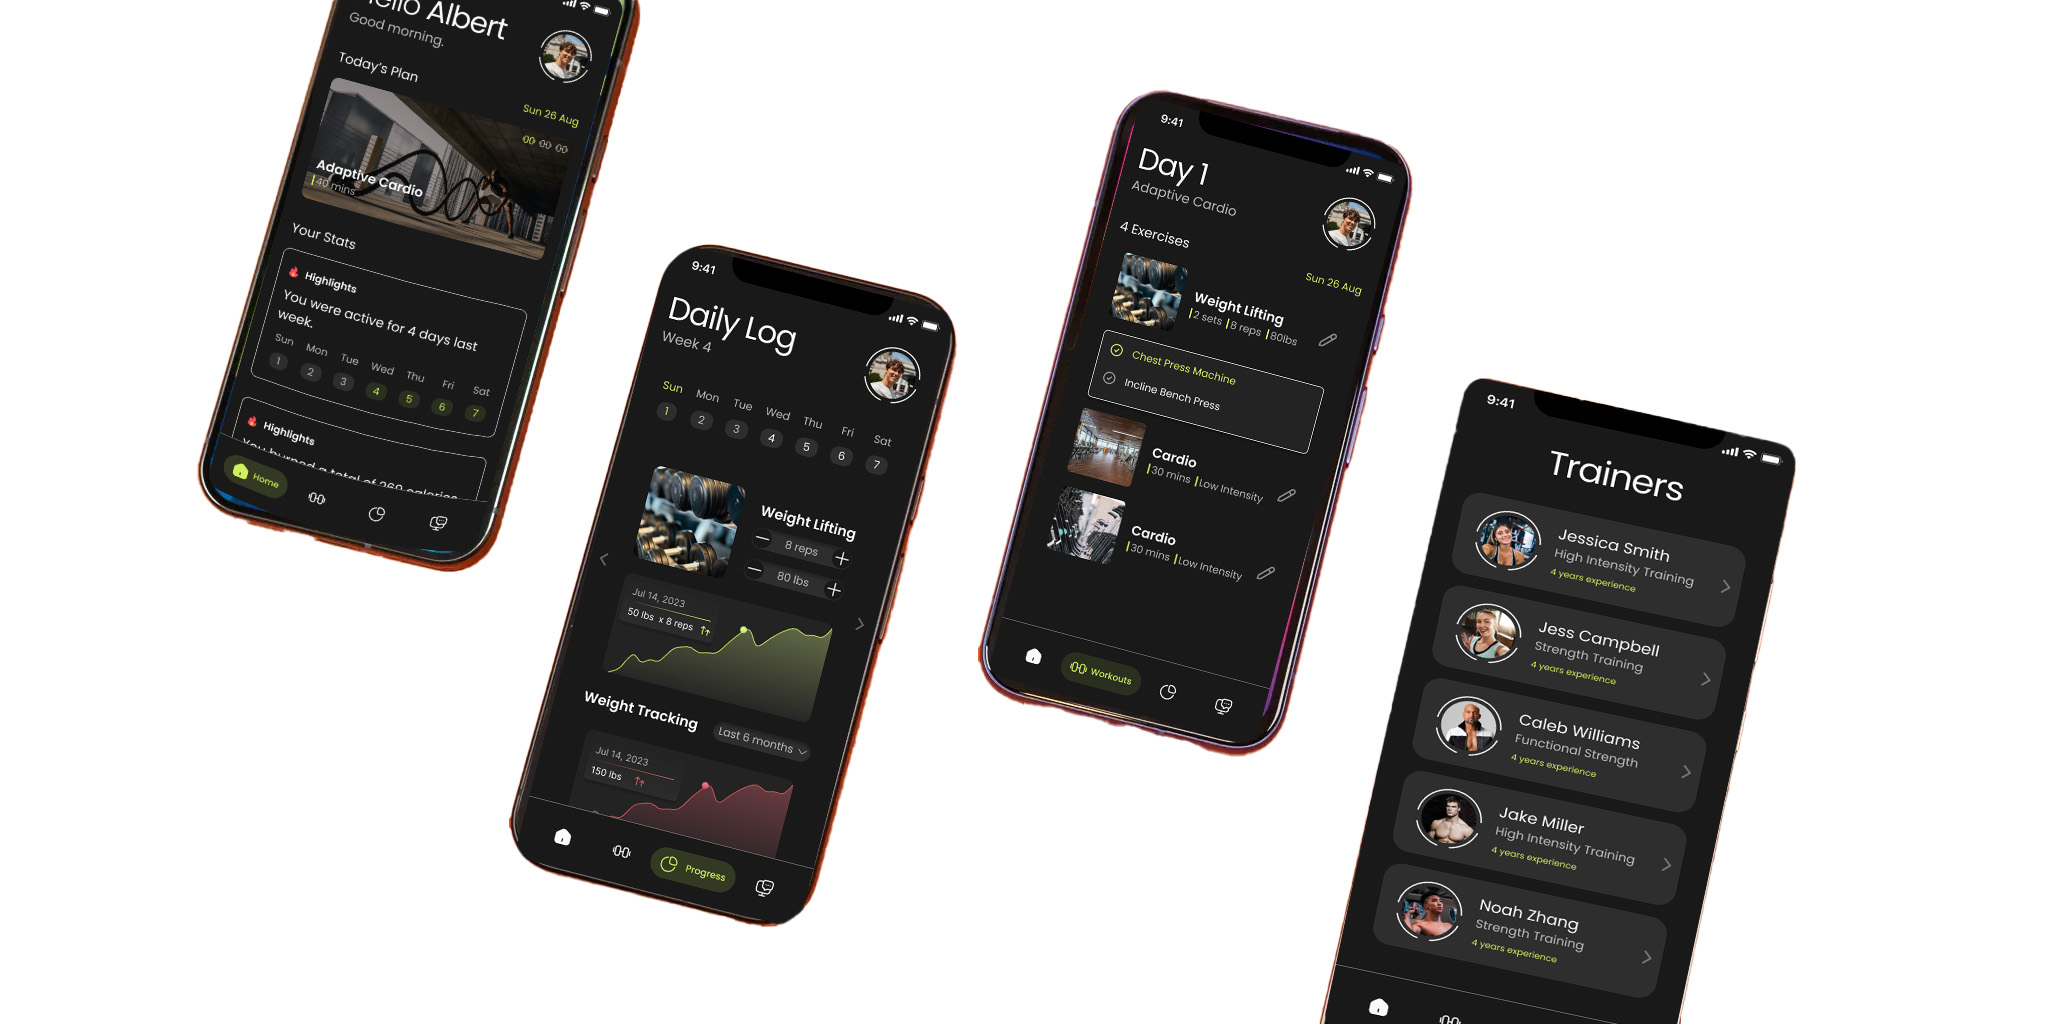 Hello Albert
Good morning.
Today's Plan
Sun 26 Aug
Adaptive Cardio
40 mins
Your Stats
Highlights
You were active for 4 days last
week.
Sun Mon Tue Wed Thu Fri Sat
1 2 3 4 5 6 7
Highlights
You burned a total of 269 calories
Home
9:41
Daily Log
Week 4
Sun Mon Tue Wed Thu Fri Sat
1 2 3 4 5 6 7
Weight Lifting
8 reps
80 lbs
Jul 14, 2023
50 lbs x 8 reps
Weight Tracking
Last 6 months
Jul 14, 2023
150 lbs
Progress
9:41
Day 1
Adaptive Cardio
4 Exercises
Sun 26 Aug
Weight Lifting
2 sets 8 reps 80lbs
Chest Press Machine
Incline Bench Press
Cardio
30 mins Low Intensity
Cardio
30 mins Low Intensity
Workouts
9:41
Trainers
Jessica Smith
High Intensity Training
4 years experience
Jess Campbell
Strength Training
4 years experience
Caleb Williams
Functional Strength
4 years experience
Jake Miller
High Intensity Training
4 years experience
Noah Zhang
Strength Training
4 years experience